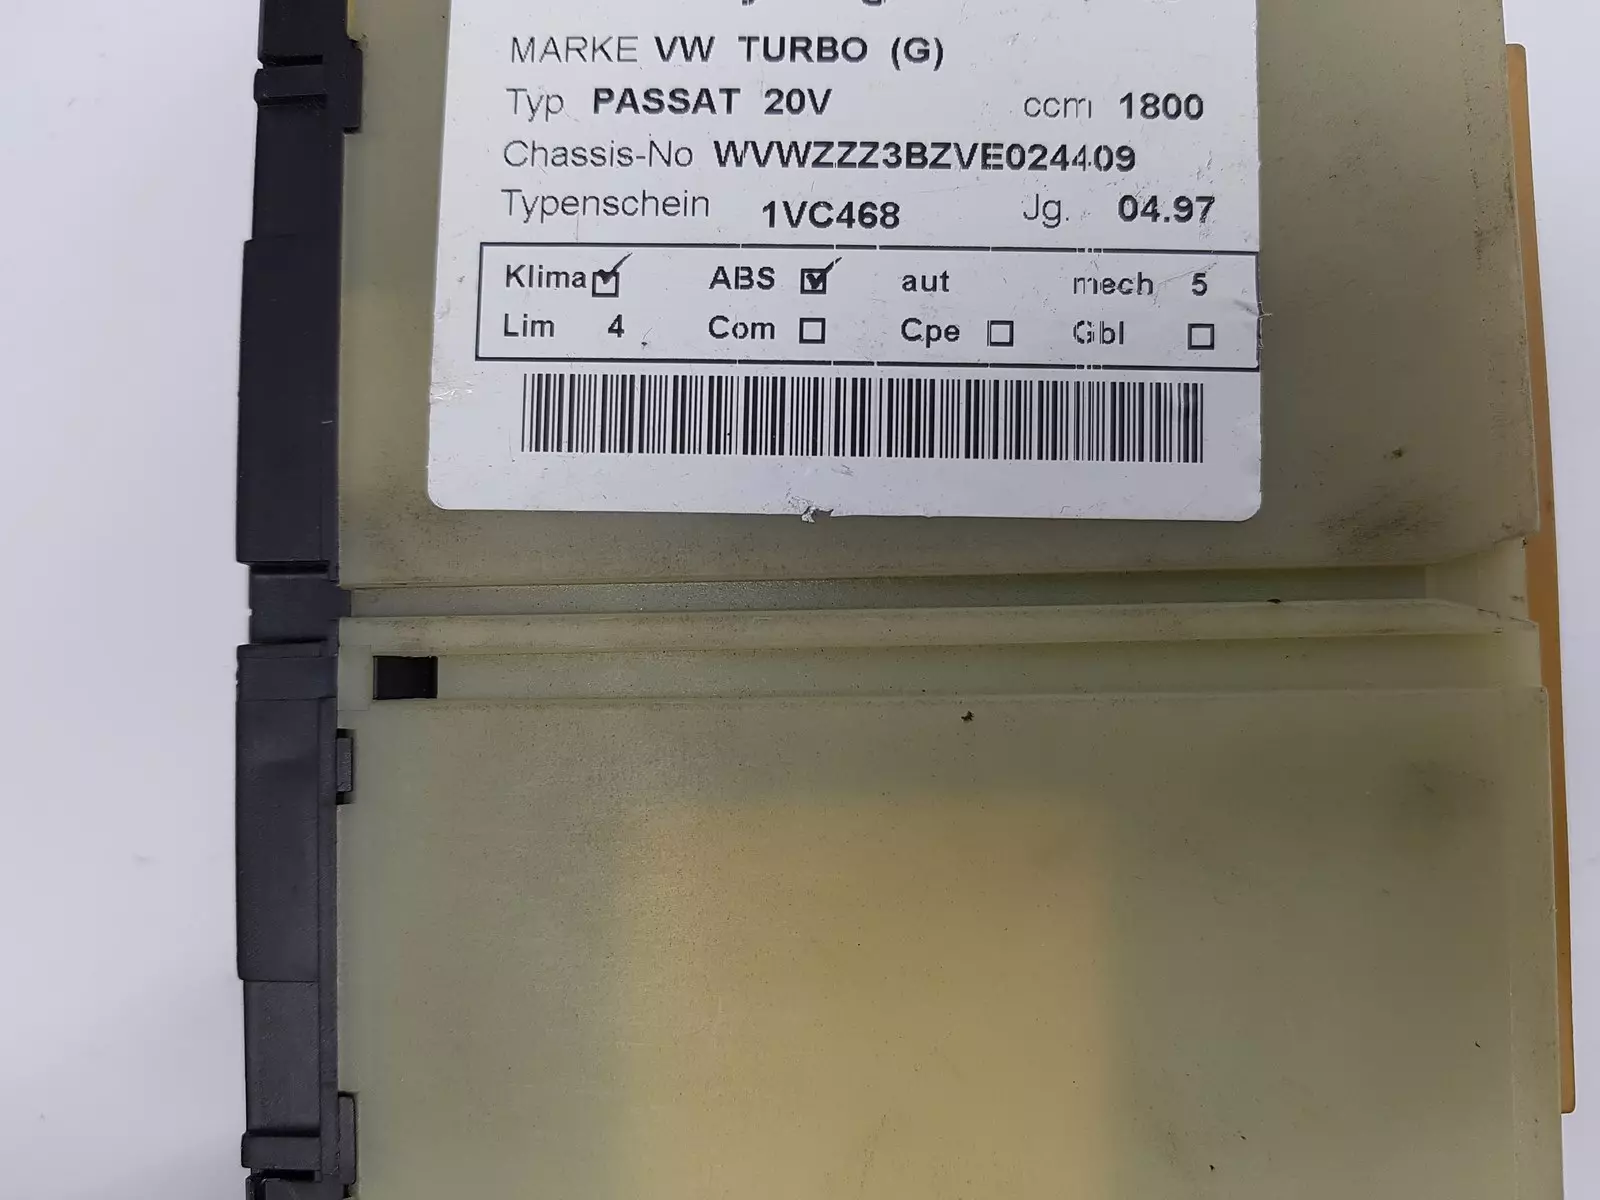 MARKE VW TURBO (G)
Typ PASSAT 20V ccm 1800
Chassis-No WVWZZZ3BZVE024409
Typenschein 1VC468 Jg. 04.97
Klima ABS aut mech 5
Lim 4 Com Cpe Gbl